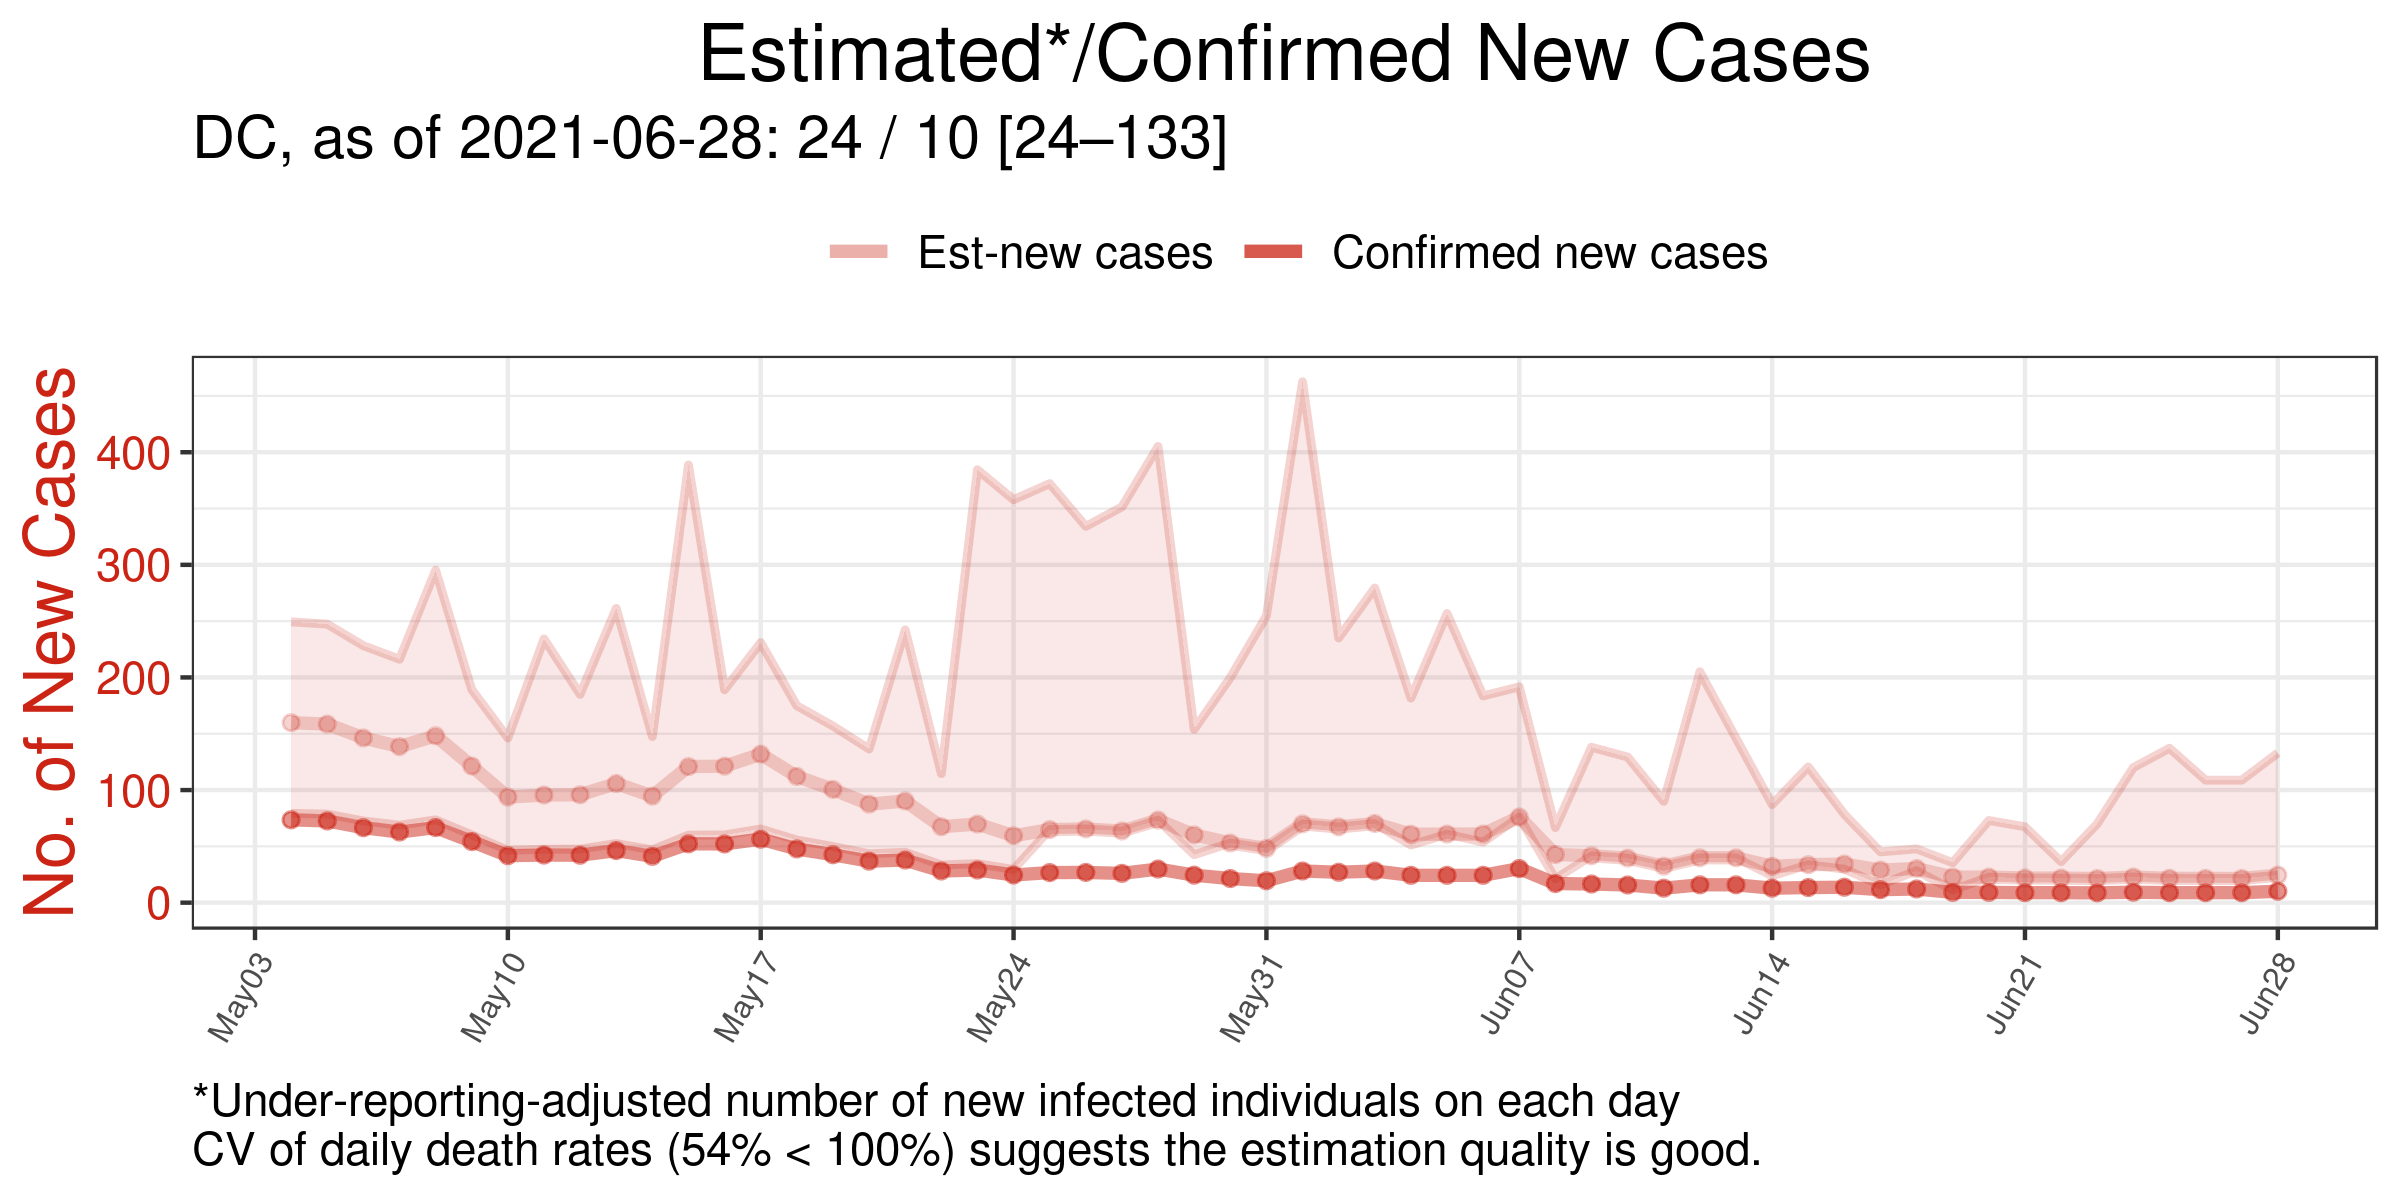 Estimated*/Confirmed New Cases
DC, as of 2021-06-28: 24 / 10 [24–133]
Est-new cases
Confirmed new cases
No. of New Cases
400
300
200
100
0
May03
May10
May17
May24
May31
Jun07
Jun14
Jun21
Jun28
*Under-reporting-adjusted number of new infected individuals on each day
CV of daily death rates (54% < 100%) suggests the estimation quality is good.